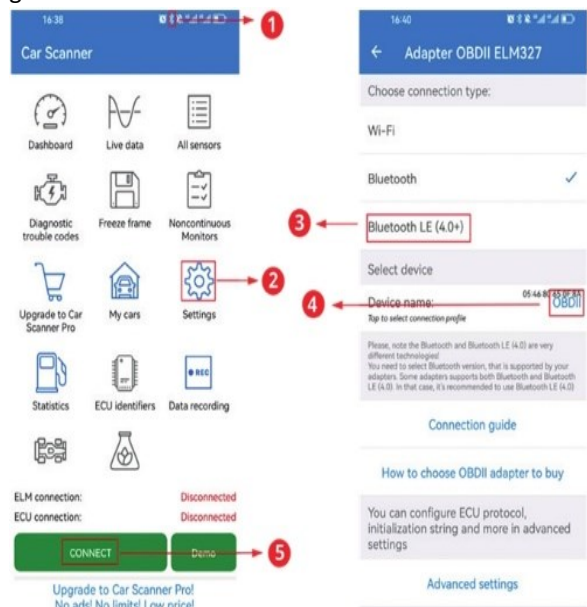 16:38
1
Car Scanner
Dashboard
Live data
All sensors
Diagnostic
trouble codes
Freeze frame
Noncontinuous
Monitors
2
Upgrade to Car
Scanner Pro
My cars
Settings
Statistics
ECU identifiers
REC
Data recording
ELM connection:
Disconnected
ECU connection:
Disconnected
CONNECT
Demo
5
Upgrade to Car Scanner Pro!
No ads! No limits! Low price!
16:40
Adapter OBDII ELM327
Choose connection type:
Wi-Fi
Bluetooth
3
Bluetooth LE (4.0+)
Select device
4
Device name:
OBDII
Tap to select connection profile
Please, note the Bluetooth and Bluetooth LE (4.0) are very
different technologies!
You need to select Bluetooth version, that is supported by your
adapters. Some adapters supports both Bluetooth and Bluetooth
LE (4.0). In that case, it's recommended to use Bluetooth LE (4.0)
Connection guide
How to choose OBDII adapter to buy
You can configure ECU protocol,
initialization string and more in advanced
settings
Advanced settings